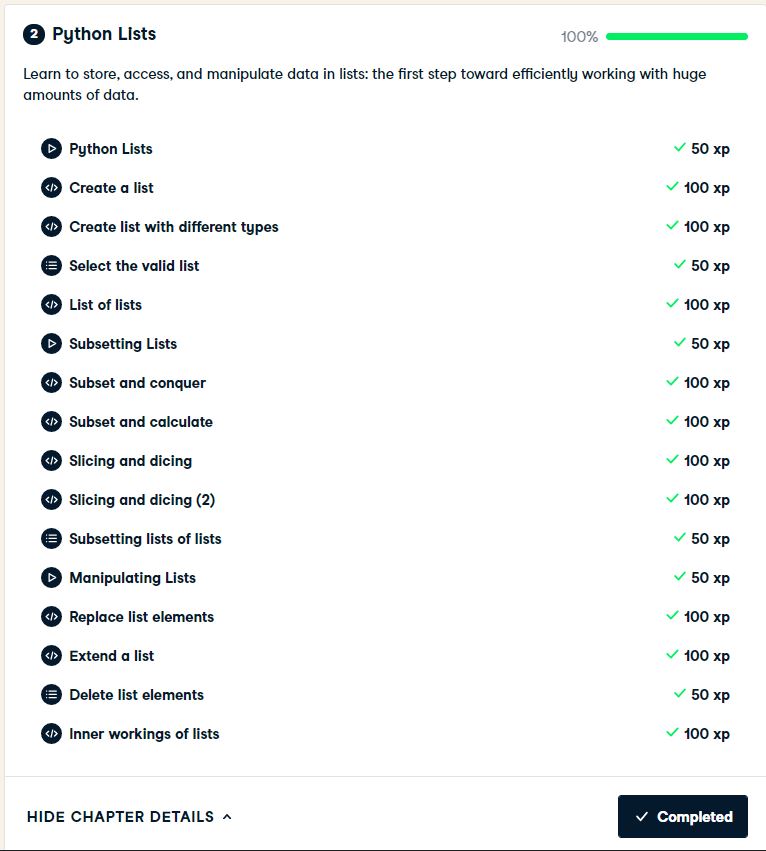 2 Python Lists 100%
Learn to store, access, and manipulate data in lists: the first step toward efficiently working with huge
amounts of data.
Python Lists 50 xp
Create a list 100 xp
Create list with different types 100 xp
Select the valid list 50 xp
List of lists 100 xp
Subsetting Lists 50 xp
Subset and conquer 100 xp
Subset and calculate 100 xp
Slicing and dicing 100 xp
Slicing and dicing (2) 100 xp
Subsetting lists of lists 50 xp
Manipulating Lists 50 xp
Replace list elements 100 xp
Extend a list 100 xp
Delete list elements 50 xp
Inner workings of lists 100 xp
HIDE CHAPTER DETAILS Completed